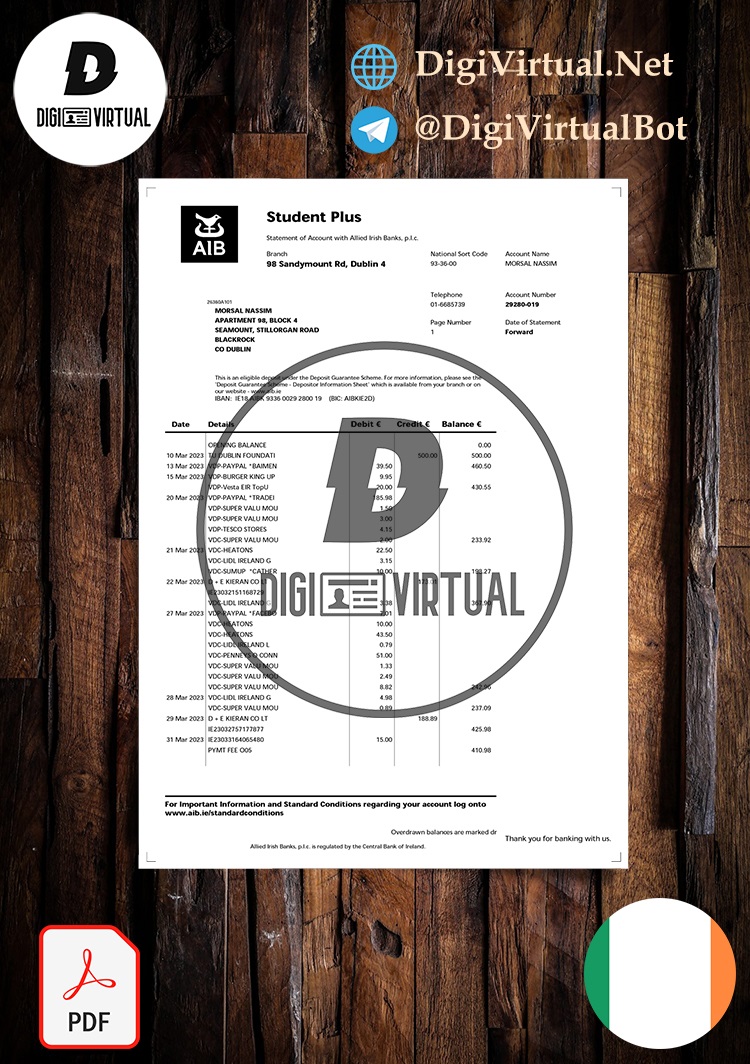 D
DIGI VIRTUAL
DigiVirtual.Net
@DigiVirtualBot
AIB
Student Plus
Statement of Account with Allied Irish Banks, p.l.c.
Branch
98 Sandymount Rd, Dublin 4
National Sort Code
93-36-00
Account Name
MORSAL NASSIM
Telephone
01-6685739
Account Number
29280-019
Page Number
1
Date of Statement
Forward
26360A101
MORSAL NASSIM
APARTMENT 98, BLOCK 4
SEAMOUNT, STILLORGAN ROAD
BLACKROCK
CO DUBLIN
This is an eligible deposit under the Deposit Guarantee Scheme. For more information, please see the
'Deposit Guarantee Scheme - Depositor Information Sheet' which is available from your branch or on
our website - www.aib.ie
IBAN: IE18 AIBK 9336 0029 2800 19 (BIC: AIBKIE2D)
Date Details Debit € Credit € Balance €
OPENING BALANCE 0.00
10 Mar 2023 TU DUBLIN FOUNDATI 500.00 500.00
13 Mar 2023 VDP-PAYPAL *BAIMEN 39.50 460.50
15 Mar 2023 VDP-BURGER KING UP 9.95
VDP-Vesta EIR TopU 20.00 430.55
20 Mar 2023 VDP-PAYPAL *TRADEI 185.98
VDP-SUPER VALU MOU 1.50
VDP-SUPER VALU MOU 3.00
VDP-TESCO STORES 4.15
VDC-SUPER VALU MOU 2.00 233.92
21 Mar 2023 VDC-HEATONS 22.50
VDC-LIDL IRELAND G 3.15
VDC-SUMUP *CATHER 10.00 198.27
22 Mar 2023 D + E KIERAN CO LT
IE23032151168729
VDC-LIDL IRELAND G 3.38
27 Mar 2023 VDP-PAYPAL *FACEBO 7.01
VDC-HEATONS 10.00
VDC-HEATONS 43.50
VDC-LIDL IRELAND L 0.79
VDC-PENNEYS D CONN 51.00
VDC-SUPER VALU MOU 1.33
VDC-SUPER VALU MOU 2.49
VDC-SUPER VALU MOU 8.82 242.96
28 Mar 2023 VDC-LIDL IRELAND G 4.98
VDC-SUPER VALU MOU 0.89 237.09
29 Mar 2023 D + E KIERAN CO LT 188.89
IE23032757177877 425.98
31 Mar 2023 IE23033164065480 15.00
PYMT FEE O05 410.98
D
DIGI VIRTUAL
For Important Information and Standard Conditions regarding your account log onto
www.aib.ie/standardconditions
Overdrawn balances are marked dr
Thank you for banking with us.
Allied Irish Banks, p.l.c. is regulated by the Central Bank of Ireland.
PDF